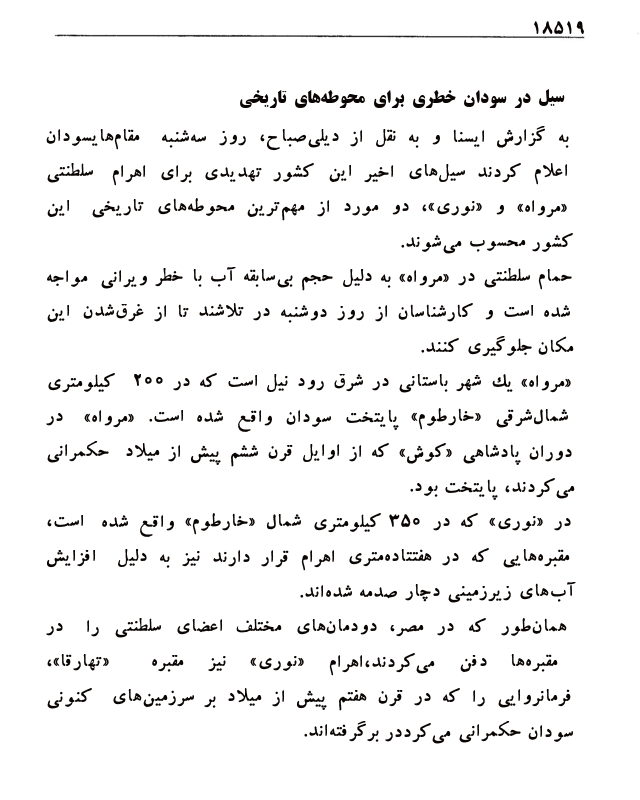 ۱۸۵۱۹
سیل در سودان خطری برای محوطه‌های تاریخی
به گزارش ایسنا و به نقل از دیلی‌صباح، روز سه‌شنبه مقام‌هایسودان
اعلام کردند سیل‌های اخیر این کشور تهدیدی برای اهرام سلطنتی
«مرواه» و «نوری»، دو مورد از مهم‌ترین محوطه‌های تاریخی این
کشور محسوب می‌شوند.
حمام سلطنتی در «مرواه» به دلیل حجم بی‌سابقه آب با خطر ویرانی مواجه
شده است و کارشناسان از روز دوشنبه در تلاشند تا از غرق‌شدن این
مکان جلوگیری کنند.
«مرواه» یك شهر باستانی در شرق رود نیل است که در ۲۰۰ کیلومتری
شمال‌شرقی «خارطوم» پایتخت سودان واقع شده است. «مرواه» در
دوران پادشاهی «کوش» که از اوایل قرن ششم پیش از میلاد حکمرانی
می‌کردند، پایتخت بود.
در «نوری» که در ۳۵۰ کیلومتری شمال «خارطوم» واقع شده است،
مقبره‌هایی که در هفتتاده‌متری اهرام قرار دارند نیز به دلیل افزایش
آب‌های زیرزمینی دچار صدمه شده‌اند.
همان‌طور که در مصر، دودمان‌های مختلف اعضای سلطنتی را در
مقبره‌ها دفن می‌کردند،اهرام «نوری» نیز مقبره «تهارقا»،
فرمانروایی را که در قرن هفتم پیش از میلاد بر سرزمین‌های کنونی
سودان حکمرانی می‌کرددر برگرفته‌اند.